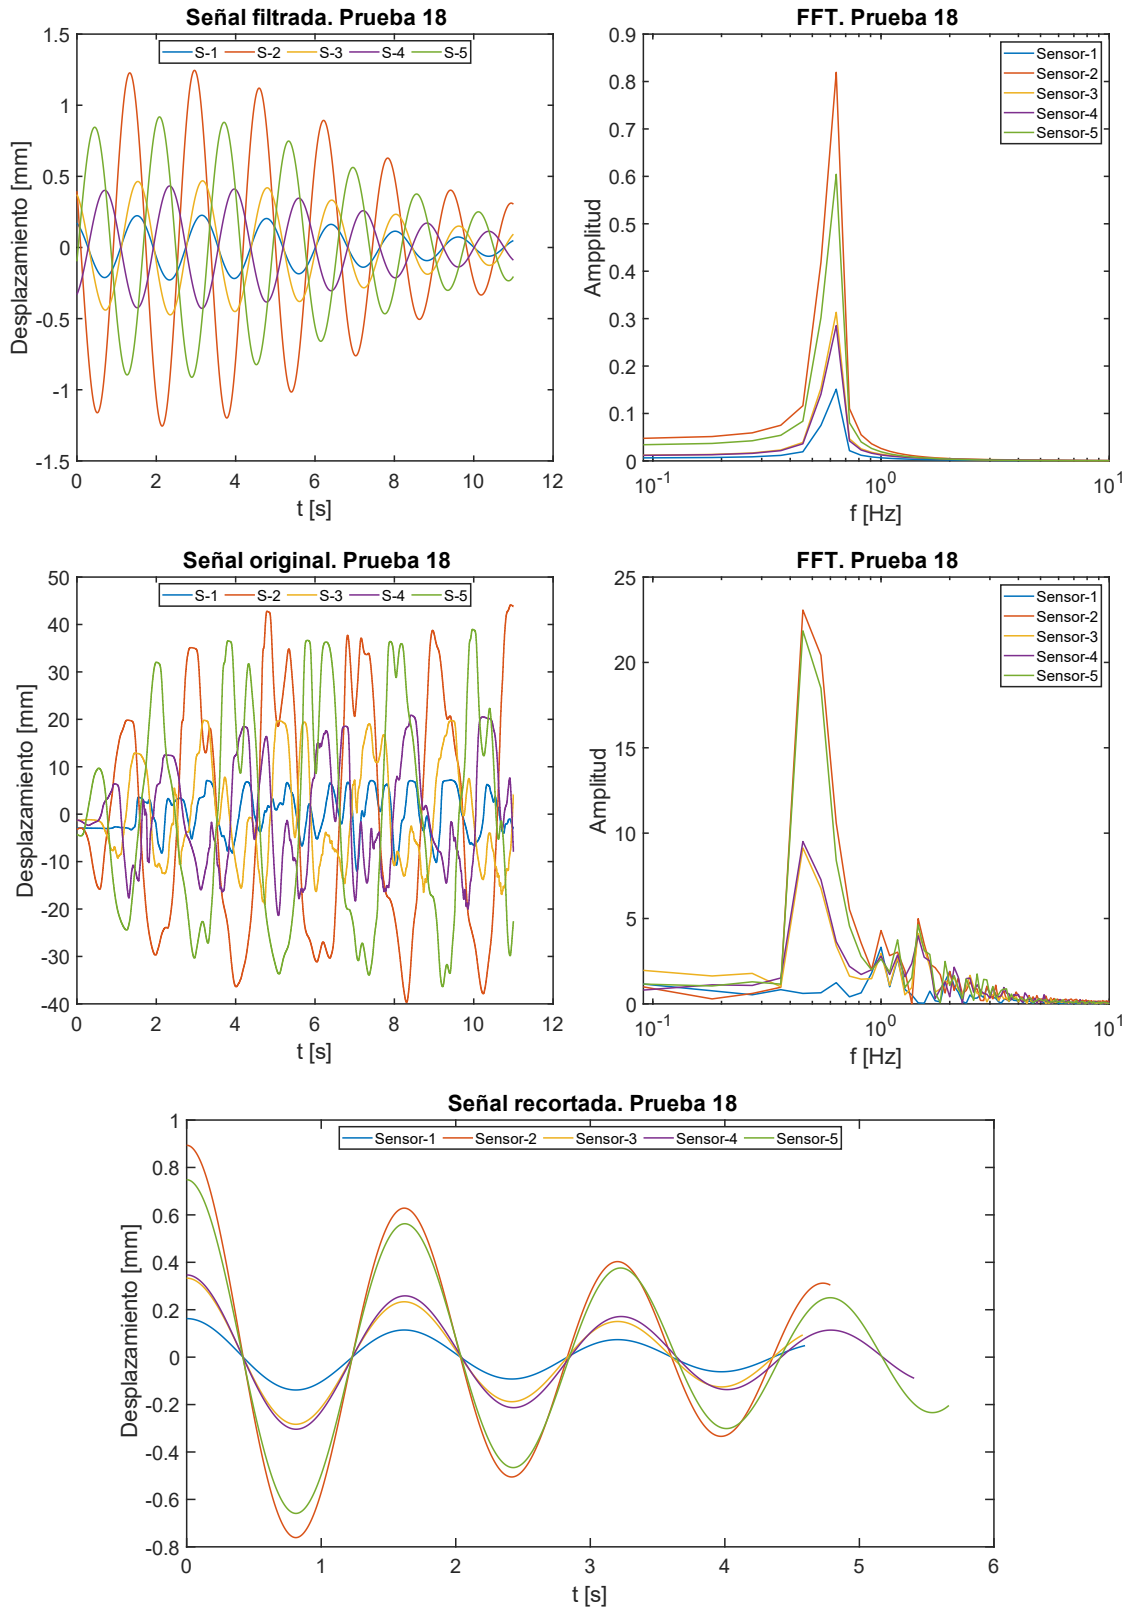 Señal filtrada. Prueba 18
S-1 S-2 S-3 S-4 S-5
1.5
1
0.5
0
-0.5
-1
-1.5
0 2 4 6 8 10 12
Desplazamiento [mm]
t [s]
FFT. Prueba 18
Sensor-1
Sensor-2
Sensor-3
Sensor-4
Sensor-5
0.9
0.8
0.7
0.6
0.5
0.4
0.3
0.2
0.1
0
10^-1 10^0 10^1
Ampplitud
f [Hz]
Señal original. Prueba 18
S-1 S-2 S-3 S-4 S-5
50
40
30
20
10
0
-10
-20
-30
-40
0 2 4 6 8 10 12
Desplazamiento [mm]
t [s]
FFT. Prueba 18
Sensor-1
Sensor-2
Sensor-3
Sensor-4
Sensor-5
25
20
15
10
5
0
10^-1 10^0 10^1
Amplitud
f [Hz]
Señal recortada. Prueba 18
Sensor-1 Sensor-2 Sensor-3 Sensor-4 Sensor-5
1
0.8
0.6
0.4
0.2
0
-0.2
-0.4
-0.6
-0.8
0 1 2 3 4 5 6
Desplazamiento [mm]
t [s]